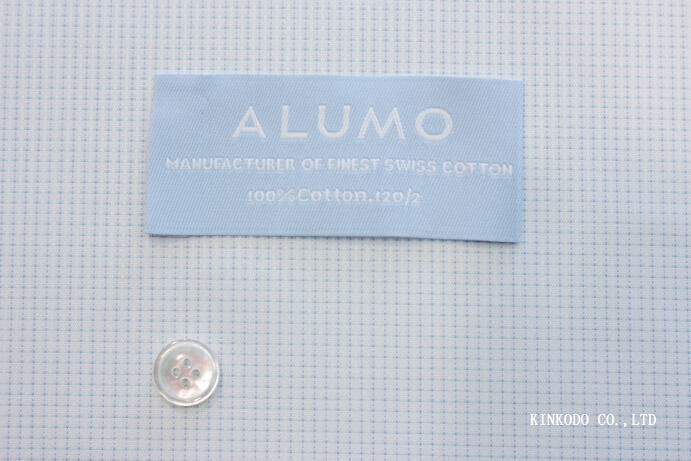 ALUMO
MANUFACTURER OF FINEST SWISS COTTON
100%Cotton.120/2
KINKODO CO.,LTD